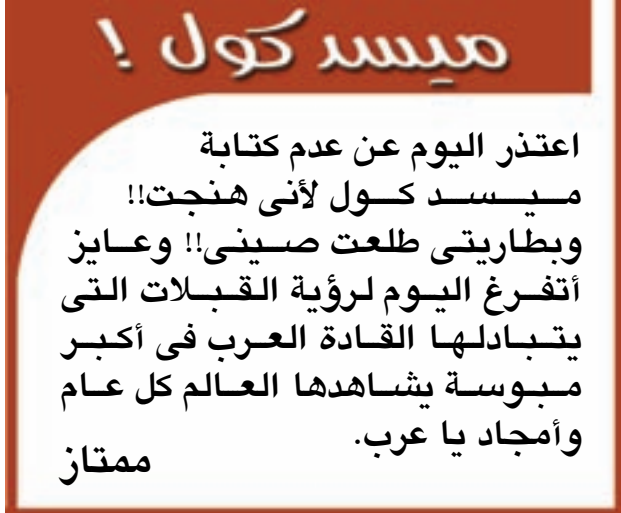 ميسد كول !
اعتذر اليوم عن عدم كتابة
ميسد كول لأنى هنجت!!
وبطاريتى طلعت صينى!! وعايز
أتفرغ اليوم لرؤية القبلات التى
يتبادلها القادة العرب فى أكبر
مبوسة يشاهدها العالم كل عام
وأمجاد يا عرب.
ممتاز